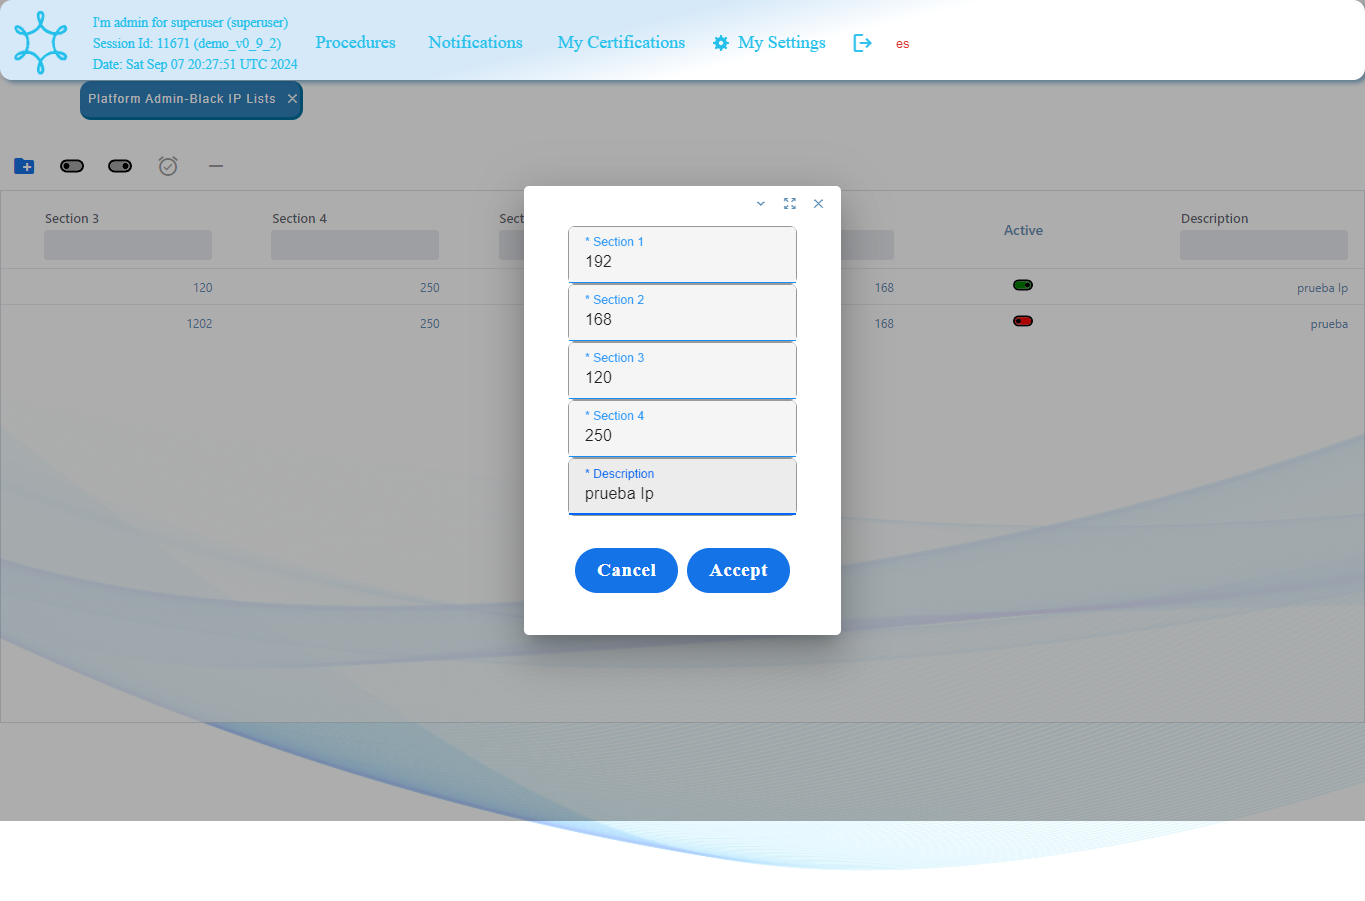 I'm admin for superuser (superuser)
Session Id: 11671 (demo_v0_9_2)
Date: Sat Sep 07 20:27:51 UTC 2024
Procedures
Notifications
My Certifications
My Settings
es
Platform Admin-Black IP Lists
Section 3
Section 4
Sect
Active
Description
120
250
168
prueba Ip
1202
250
168
prueba
* Section 1
192
* Section 2
168
* Section 3
120
* Section 4
250
* Description
prueba Ip
Cancel
Accept